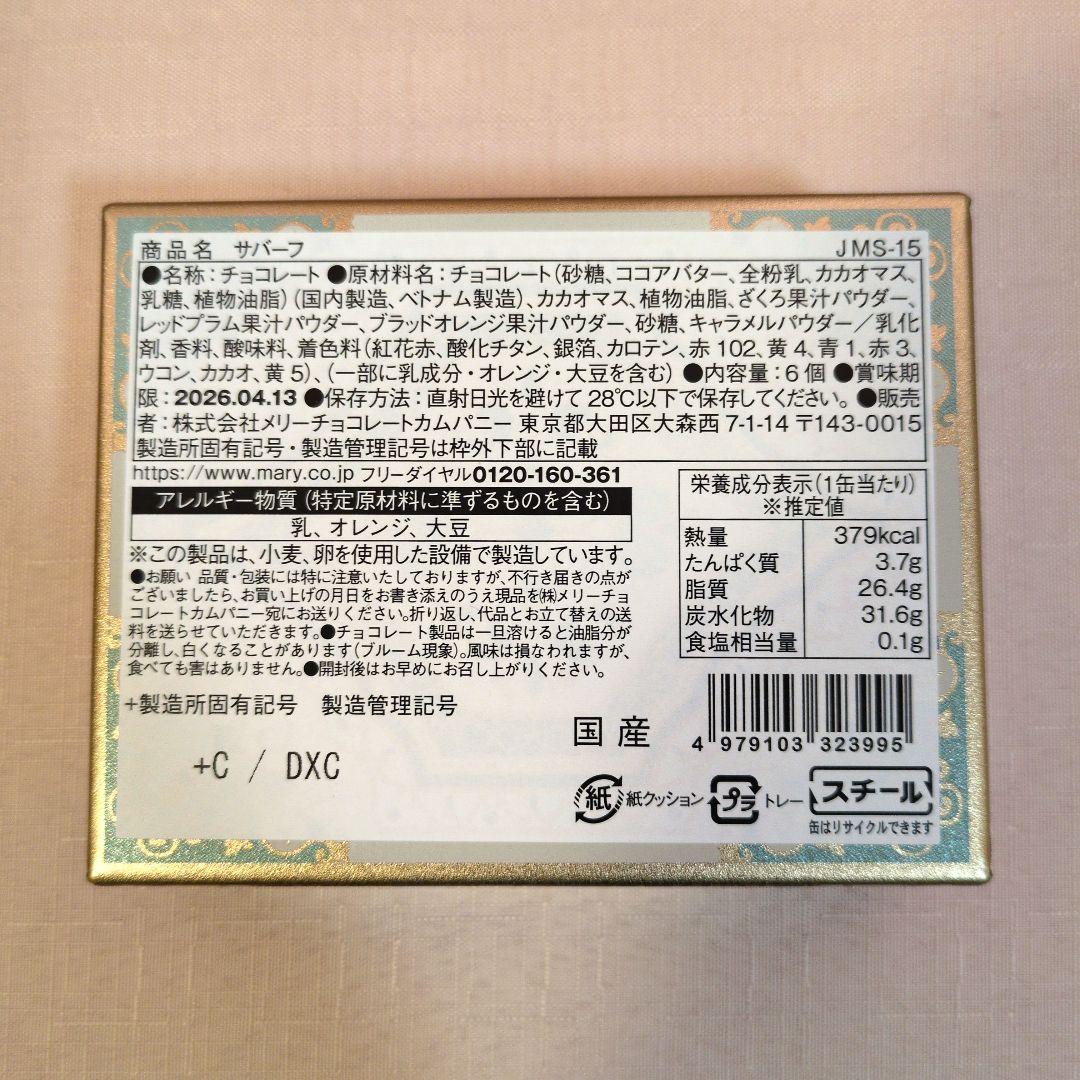 商品名 サバーフ JMS-15
●名称：チョコレート ●原材料名：チョコレート（砂糖、ココアバター、全粉乳、カカオマス、
乳糖、植物油脂）（国内製造、ベトナム製造）、カカオマス、植物油脂、ざくろ果汁パウダー、
レッドプラム果汁パウダー、ブラッドオレンジ果汁パウダー、砂糖、キャラメルパウダー／乳化
剤、香料、酸味料、着色料（紅花赤、酸化チタン、銀箔、カロテン、赤102、黄4、青1、赤3、
ウコン、カカオ、黄5）、（一部に乳成分・オレンジ・大豆を含む） ●内容量：6個 ●賞味期
限：2026.04.13 ●保存方法：直射日光を避けて28℃以下で保存してください。 ●販売
者：株式会社メリーチョコレートカムパニー 東京都大田区大森西7-1-14 〒143-0015
製造所固有記号・製造管理記号は枠外下部に記載
https://www.mary.co.jp フリーダイヤル0120-160-361
アレルギー物質（特定原材料に準ずるものを含む）
乳、オレンジ、大豆
※この製品は、小麦、卵を使用した設備で製造しています。
●お願い 品質・包装には特に注意いたしておりますが、不行き届きの点が
ございましたら、お買い上げの月日をお書き添えのうえ現品を㈱メリーチョ
コレートカムパニー宛にお送りください。折り返し、代品とお立て替えの送
料を送らせていただきます。●チョコレート製品は一旦溶けると油脂分が
分離し、白くなることがあります（ブルーム現象）。風味は損なわれますが、
食べても害はありません。●開封後はお早めにお召し上がりください。
+製造所固有記号 製造管理記号
+C / DXC
栄養成分表示（1缶当たり）
※推定値
熱量 379kcal
たんぱく質 3.7g
脂質 26.4g
炭水化物 31.6g
食塩相当量 0.1g
国産
4 979103 323995
紙 紙クッション プラ トレー スチール
缶はリサイクルできます